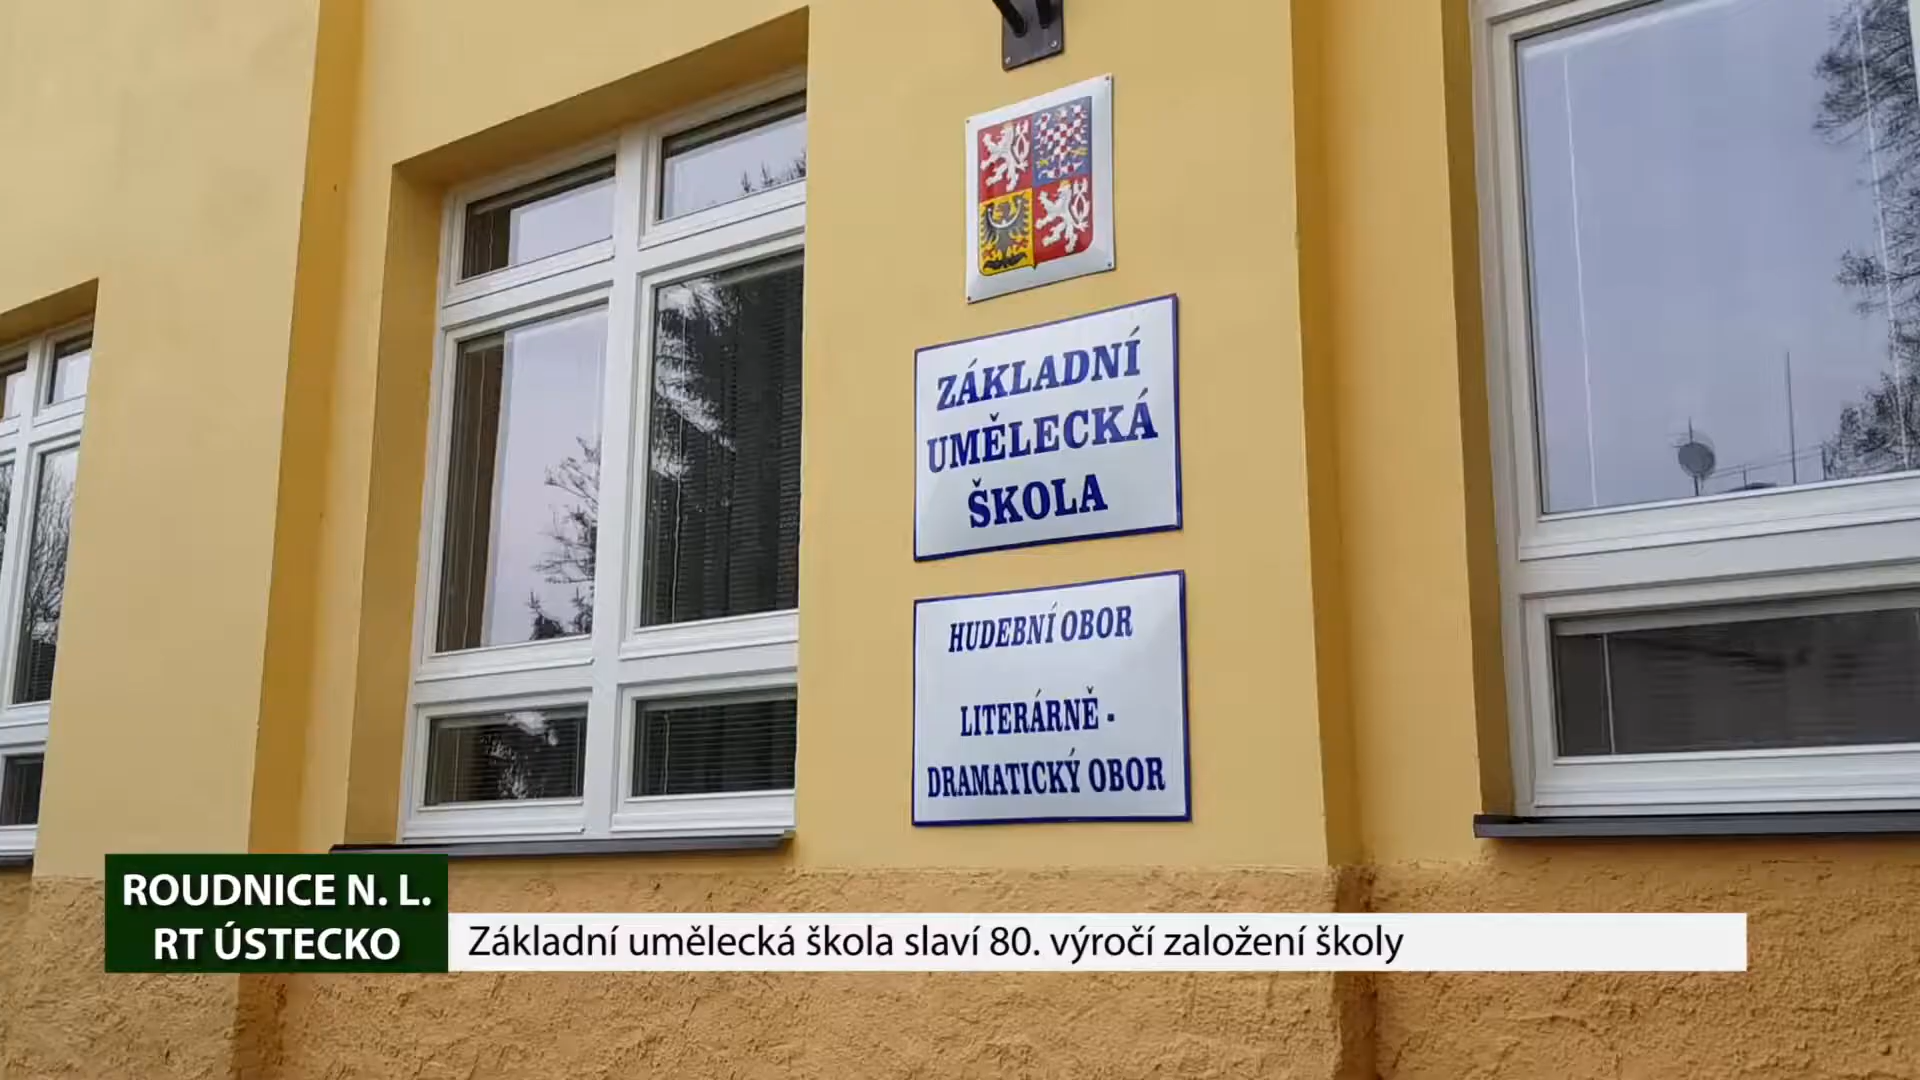 ZÁKLADNÍ
UMĚLECKÁ
ŠKOLA
HUDEBNÍ OBOR
LITERÁRNĚ -
DRAMATICKÝ OBOR
ROUDNICE N. L.
RT ÚSTECKO
Základní umělecká škola slaví 80. výročí založení školy